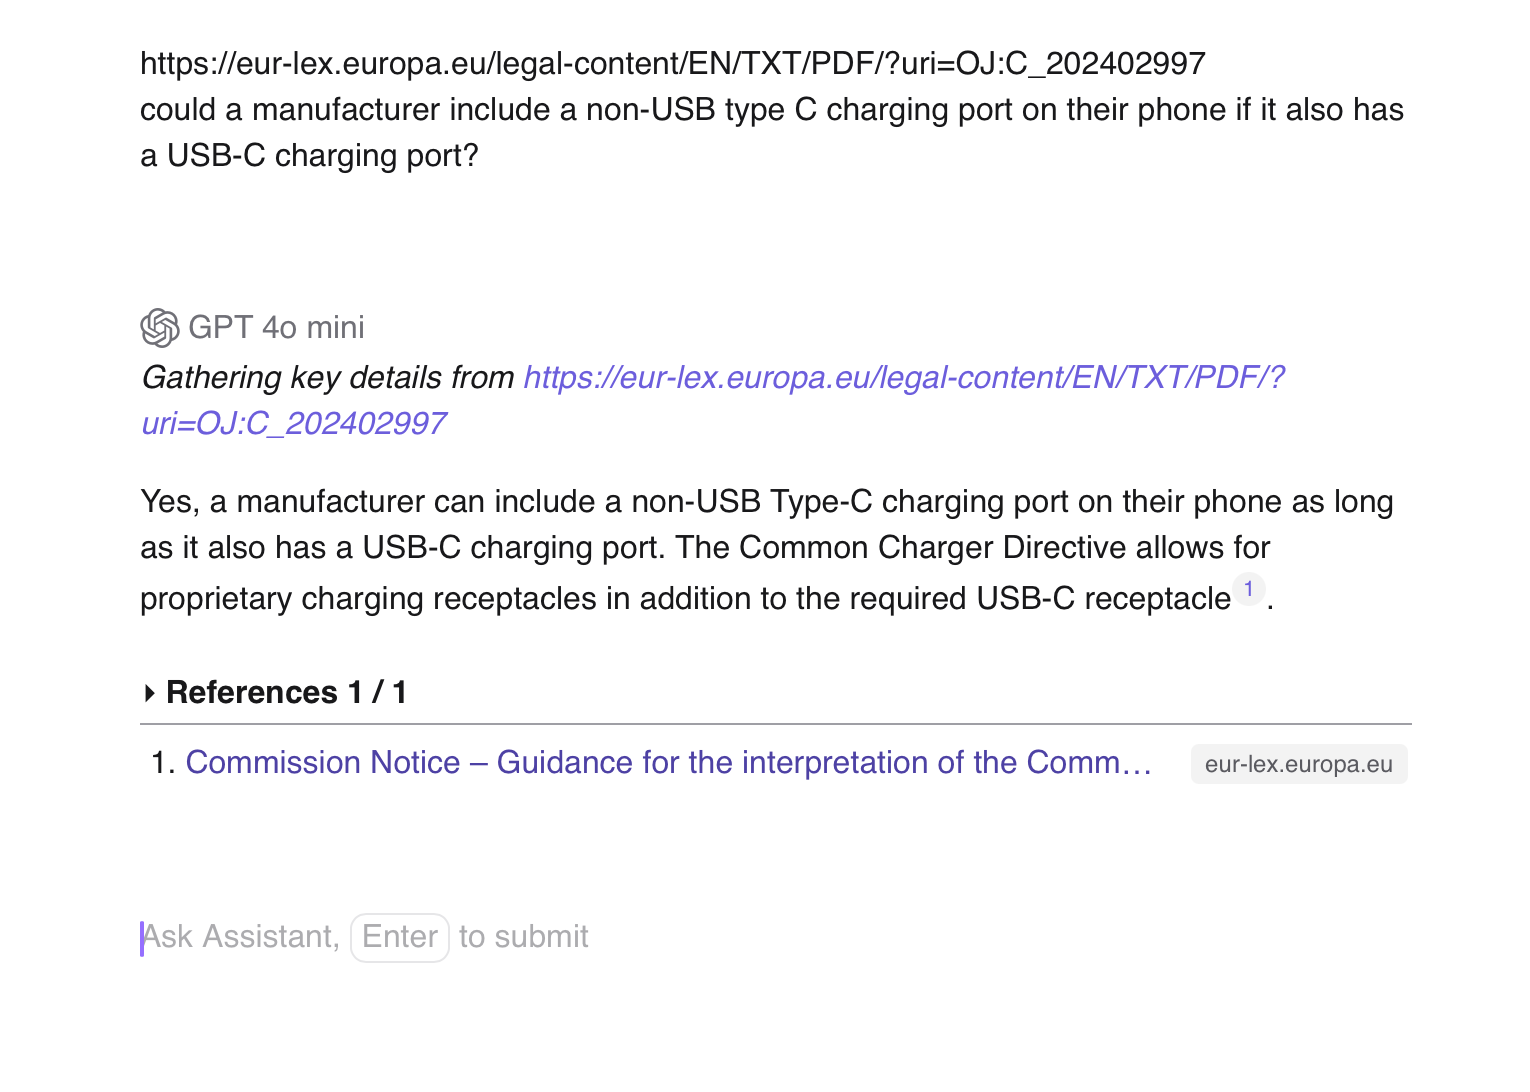 https://eur-lex.europa.eu/legal-content/EN/TXT/PDF/?uri=OJ:C_202402997
could a manufacturer include a non-USB type C charging port on their phone if it also has
a USB-C charging port?
GPT 4o mini
Gathering key details from https://eur-lex.europa.eu/legal-content/EN/TXT/PDF/?
uri=OJ:C_202402997
Yes, a manufacturer can include a non-USB Type-C charging port on their phone as long
as it also has a USB-C charging port. The Common Charger Directive allows for
proprietary charging receptacles in addition to the required USB-C receptacle 1 .
References 1 / 1
1. Commission Notice – Guidance for the interpretation of the Comm… eur-lex.europa.eu
Ask Assistant, Enter to submit